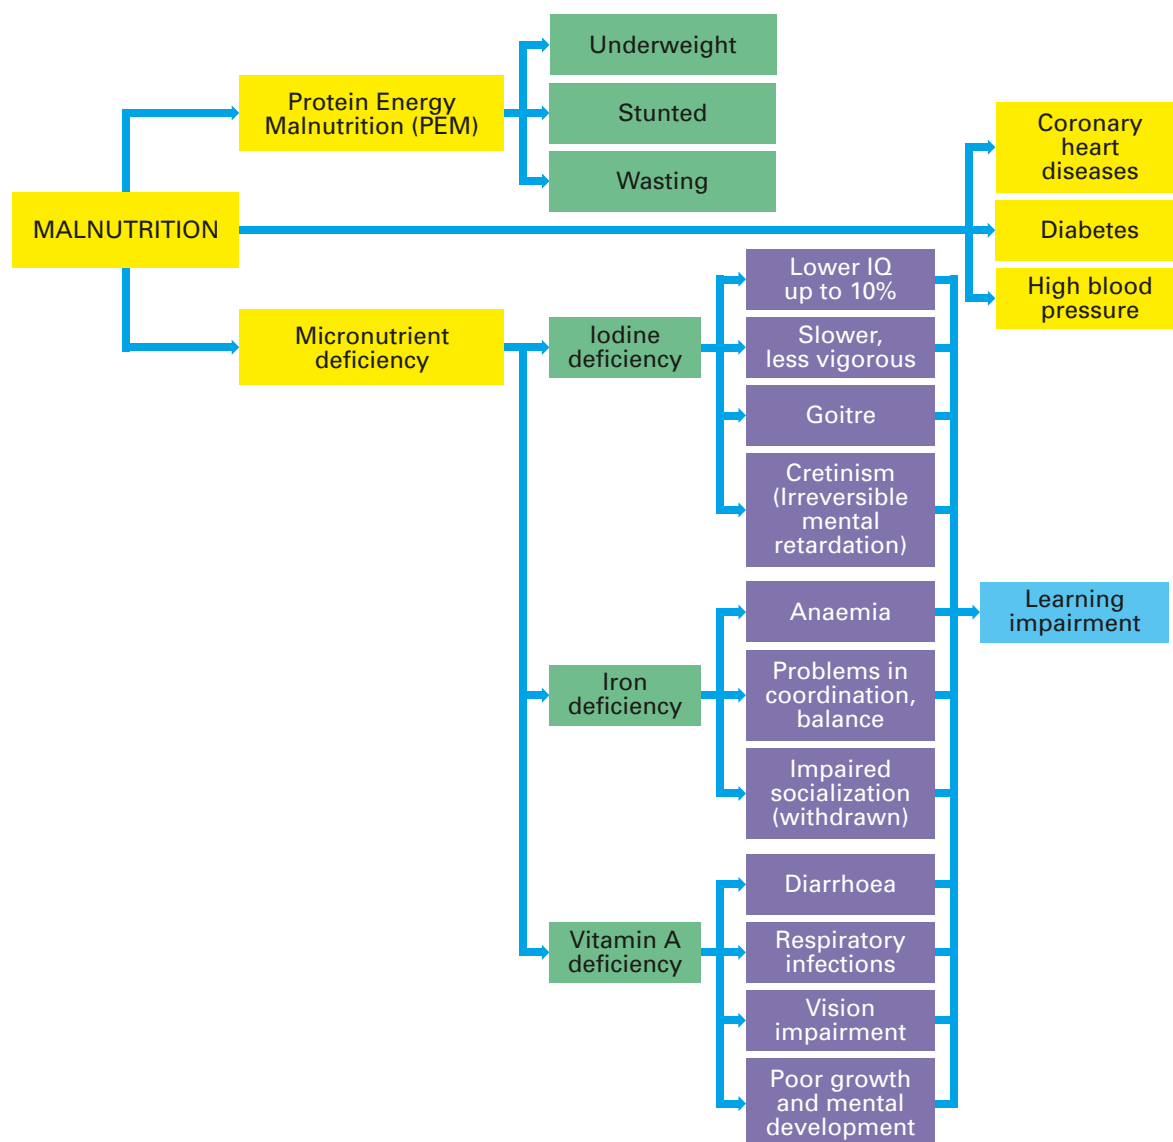 Underweight
Protein Energy
Malnutrition (PEM)
Stunted
Wasting
Coronary
heart
diseases
MALNUTRITION
Diabetes
High blood
pressure
Micronutrient
deficiency
Iodine
deficiency
Lower IQ
up to 10%
Slower,
less vigorous
Goitre
Cretinism
(Irreversible
mental
retardation)
Iron
deficiency
Anaemia
Problems in
coordination,
balance
Impaired
socialization
(withdrawn)
Learning
impairment
Vitamin A
deficiency
Diarrhoea
Respiratory
infections
Vision
impairment
Poor growth
and mental
development